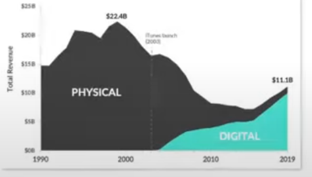 $25B
$22.4B
iTunes launch
(2003)
$20B
Total Revenue
$15B
$11.1B
$10B
PHYSICAL
$5B
DIGITAL
$0B
1990 2000 2010 2019